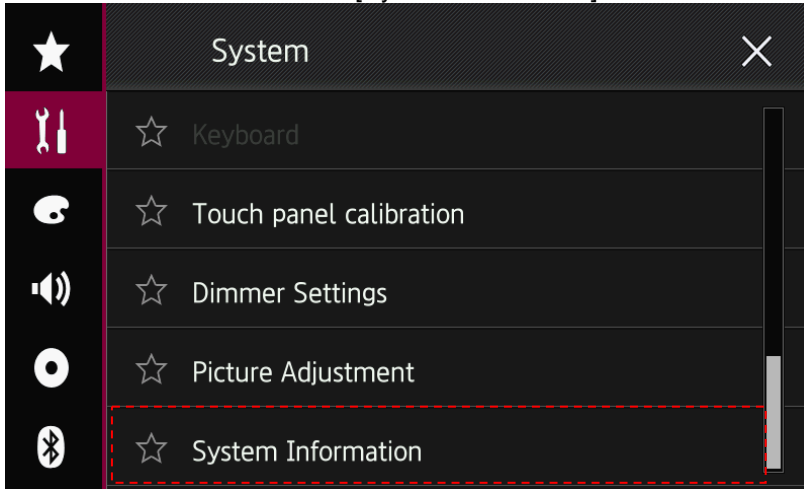 System
Keyboard
Touch panel calibration
Dimmer Settings
Picture Adjustment
System Information